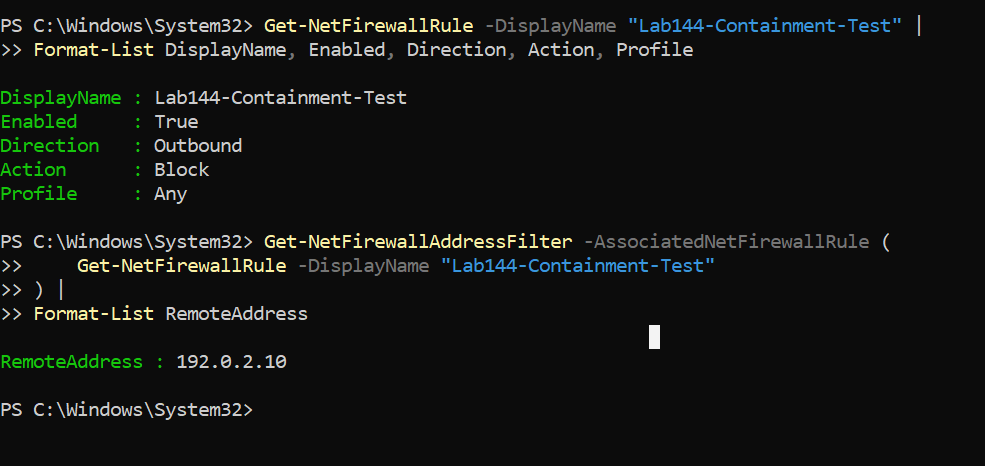 PS C:\Windows\System32> Get-NetFirewallRule -DisplayName "Lab144-Containment-Test" |
>> Format-List DisplayName, Enabled, Direction, Action, Profile
DisplayName : Lab144-Containment-Test
Enabled     : True
Direction   : Outbound
Action      : Block
Profile     : Any
PS C:\Windows\System32> Get-NetFirewallAddressFilter -AssociatedNetFirewallRule (
>>     Get-NetFirewallRule -DisplayName "Lab144-Containment-Test"
>> ) |
>> Format-List RemoteAddress
RemoteAddress : 192.0.2.10
PS C:\Windows\System32>